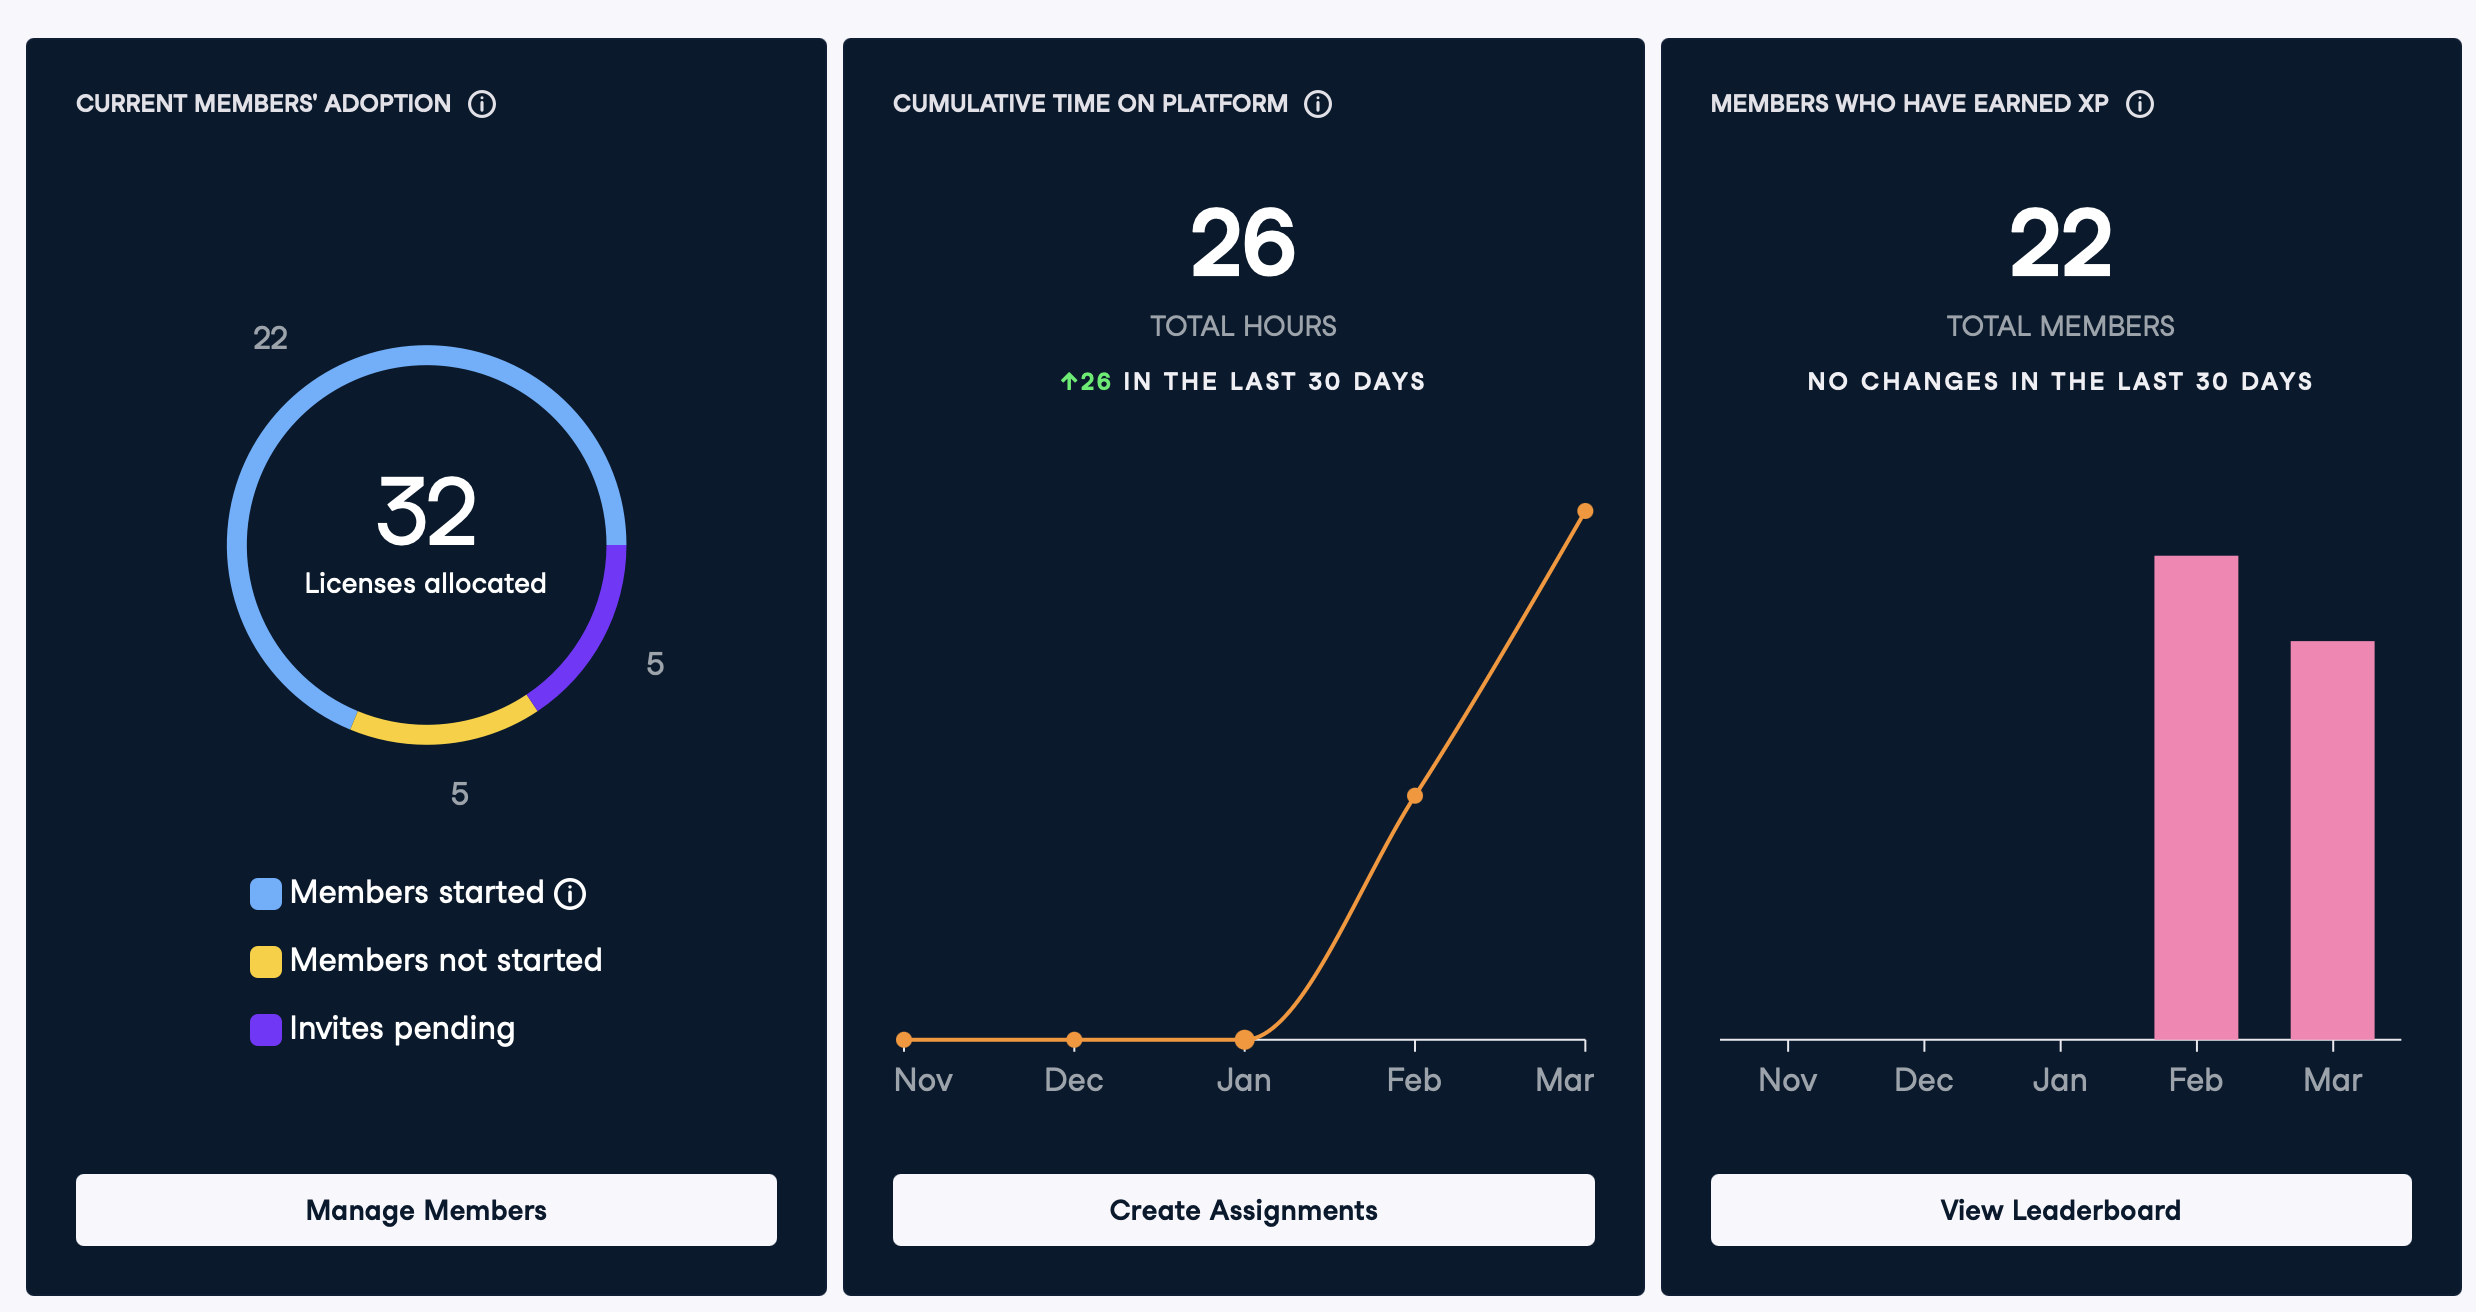 CURRENT MEMBERS' ADOPTION
22
32
Licenses allocated
5
5
Members started
Members not started
Invites pending
Manage Members
CUMULATIVE TIME ON PLATFORM
26
TOTAL HOURS
↑26 IN THE LAST 30 DAYS
Nov Dec Jan Feb Mar
Create Assignments
MEMBERS WHO HAVE EARNED XP
22
TOTAL MEMBERS
NO CHANGES IN THE LAST 30 DAYS
Nov Dec Jan Feb Mar
View Leaderboard